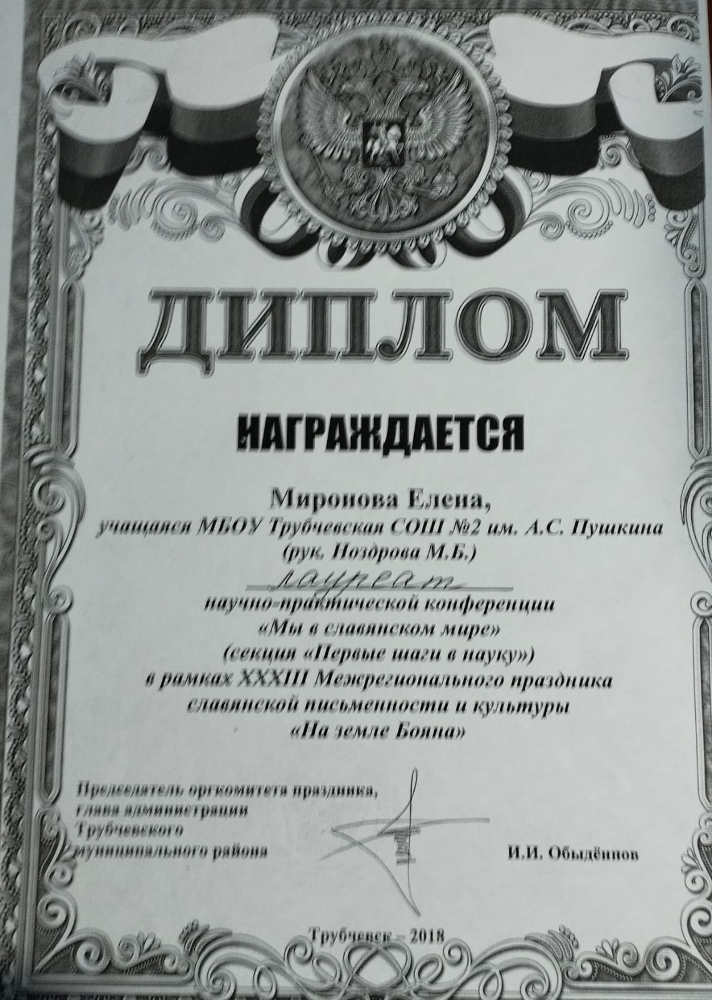 ДИПЛОМ
НАГРАЖДАЕТСЯ
Миронова Елена,
учащаяся МБОУ Трубчевская СОШ №2 им. А.С. Пушкина
(рук. Ноздрова М.Б.)
лауреат
научно-практической конференции
«Мы в славянском мире»
(секция «Первые шаги в науку»)
в рамках XXXIII Межрегионального праздника
славянской письменности и культуры
«На земле Бояна»
Председатель оргкомитета праздника,
глава администрации
Трубчевского
муниципального района
И.И. Обыдённов
Трубчевск – 2018